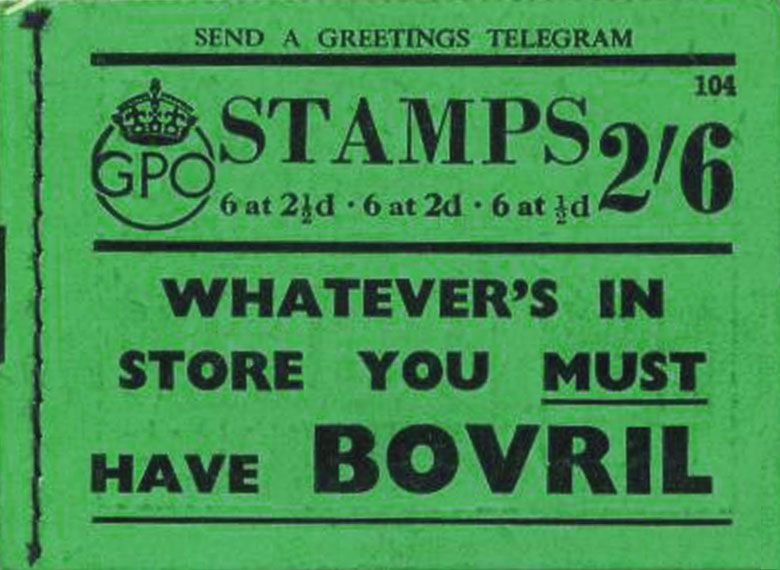 SEND A GREETINGS TELEGRAM
104
GPO
STAMPS 2/6
6 at 2½d · 6 at 2d · 6 at ½d
WHATEVER'S IN
STORE YOU MUST
HAVE BOVRIL